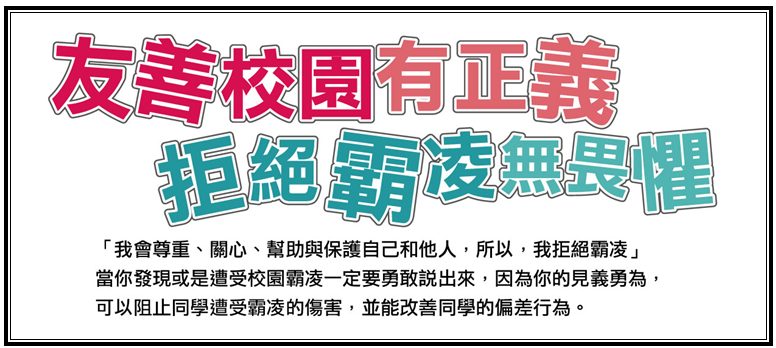 友善校園有正義
拒絕霸凌無畏懼
「我會尊重、關心、幫助與保護自己和他人，所以，我拒絕霸凌」
當你發現或是遭受校園霸凌一定要勇敢說出來，因為你的見義勇為，
可以阻止同學遭受霸凌的傷害，並能改善同學的偏差行為。